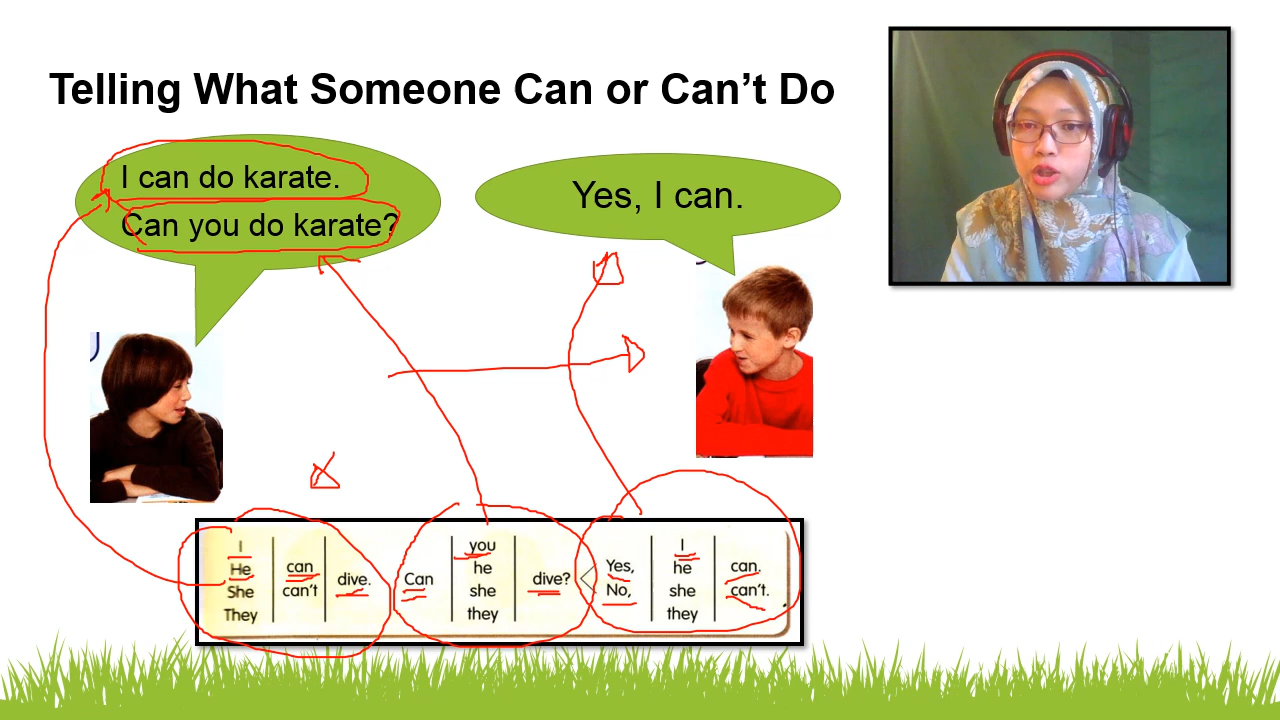 Telling What Someone Can or Can't Do
I can do karate.
Can you do karate?
Yes, I can.
I
He
She
They
can
can't
dive.
Can
you
he
she
they
dive?
Yes,
No,
I
he
she
they
can.
can't.